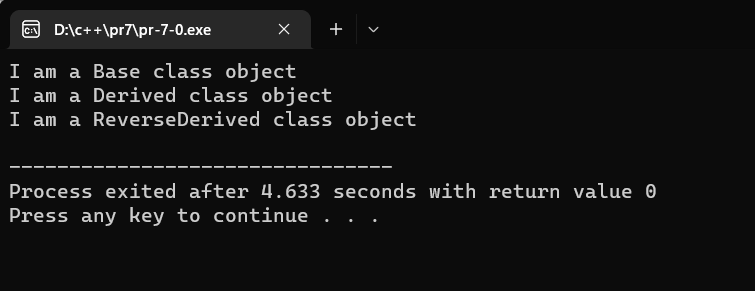 D:\c++\pr7\pr-7-0.exe
I am a Base class object
I am a Derived class object
I am a ReverseDerived class object
--------------------------------
Process exited after 4.633 seconds with return value 0
Press any key to continue . . .